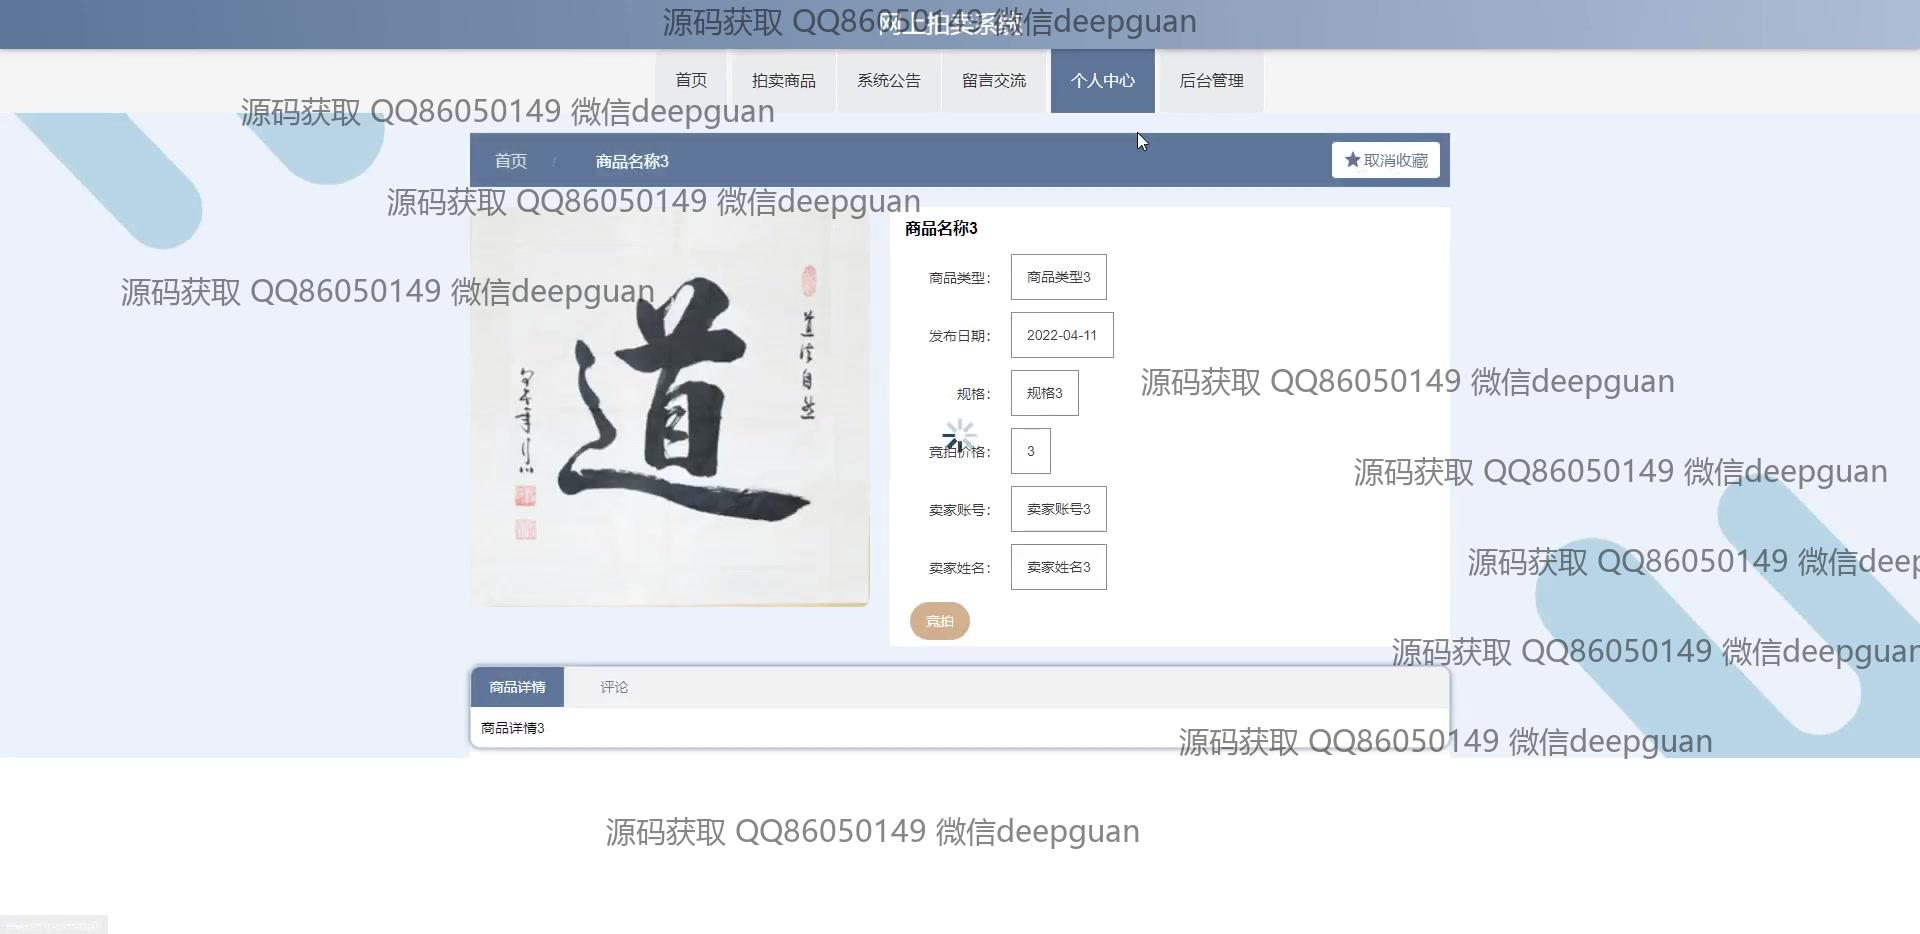 网上拍卖系统
源码获取 QQ86050149 微信deepguan
首页 拍卖商品 系统公告 留言交流 个人中心 后台管理
源码获取 QQ86050149 微信deepguan
首页 / 商品名称3
取消收藏
源码获取 QQ86050149 微信deepguan
商品名称3
商品类型： 商品类型3
源码获取 QQ86050149 微信deepguan
道
道法自然
发布日期： 2022-04-11
源码获取 QQ86050149 微信deepguan
规格： 规格3
竞拍价格： 3
源码获取 QQ86050149 微信deepguan
卖家账号： 卖家账号3
源码获取 QQ86050149 微信deep
卖家姓名： 卖家姓名3
竞拍
源码获取 QQ86050149 微信deepguan
商品详情 评论
商品详情3
源码获取 QQ86050149 微信deepguan
源码获取 QQ86050149 微信deepguan